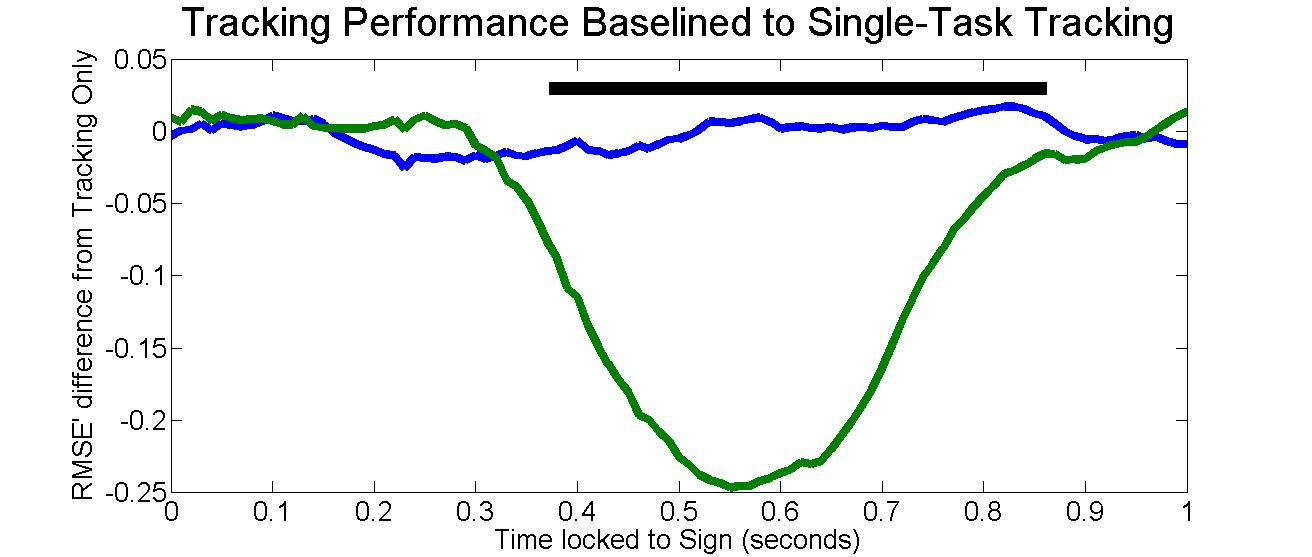 Tracking Performance Baselined to Single-Task Tracking
RMSE' difference from Tracking Only
0.05
0
-0.05
-0.1
-0.15
-0.2
-0.25
0 0.1 0.2 0.3 0.4 0.5 0.6 0.7 0.8 0.9 1
Time locked to Sign (seconds)